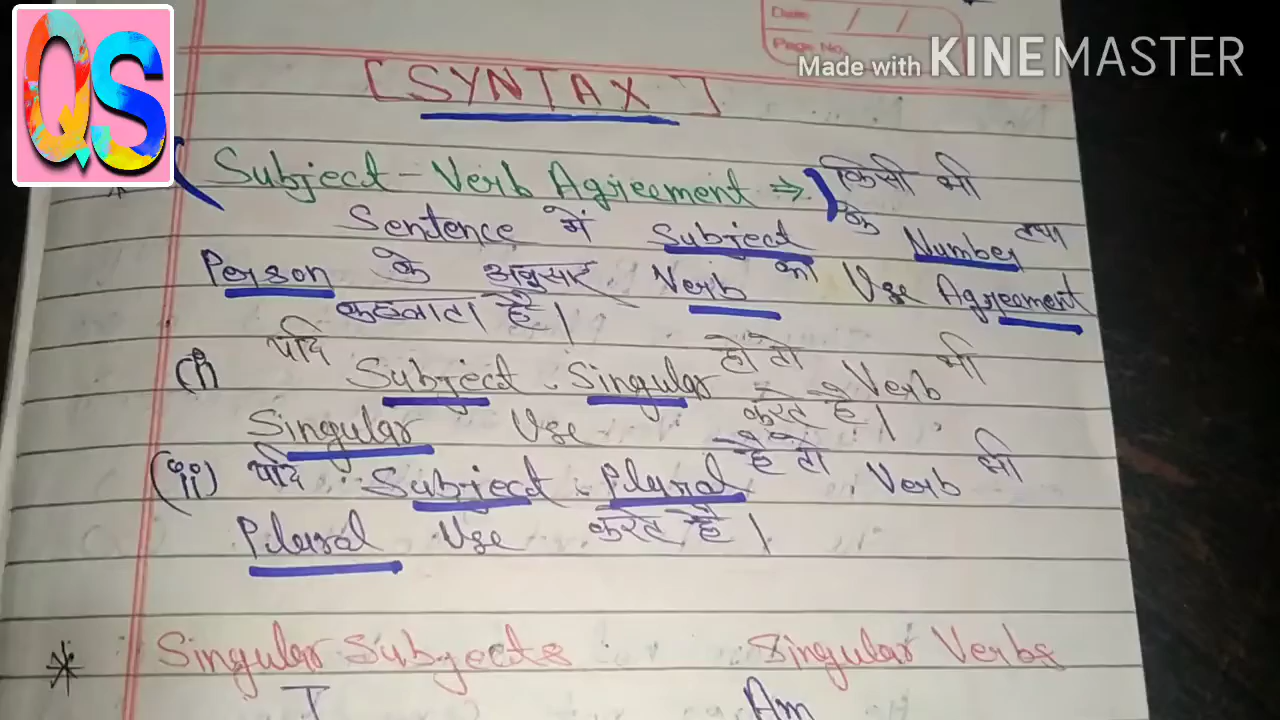 QS
Date / /
Page No.
Made with KINEMASTER
[SYNTAX]
* (Subject-Verb Agreement ⇒) किसी भी
Sentence में Subject के Number तथा
Person के अनुसार Verb का Use Agreement
कहलाता है।
(i) यदि Subject Singular हो तो Verb भी
Singular Use करते है।
(ii) यदि Subject Plural है तो Verb भी
Plural Use करते है।
* Singular Subjects Singular Verbs
I Am